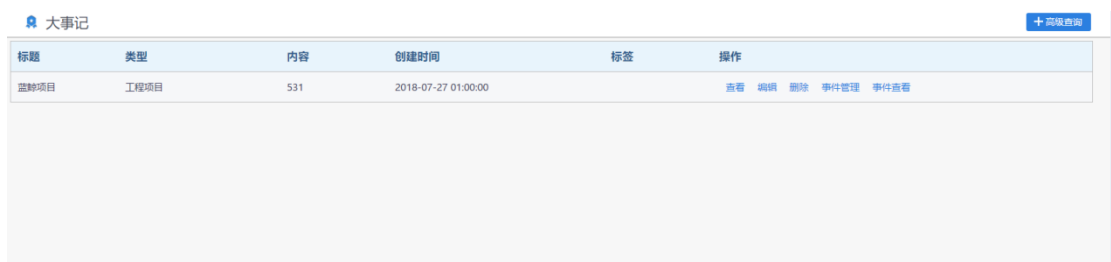 大事记
高级查询
标题 类型 内容 创建时间 标签 操作
蓝鲸项目 工程项目 531 2018-07-27 01:00:00 查看 编辑 删除 事件管理 事件查看